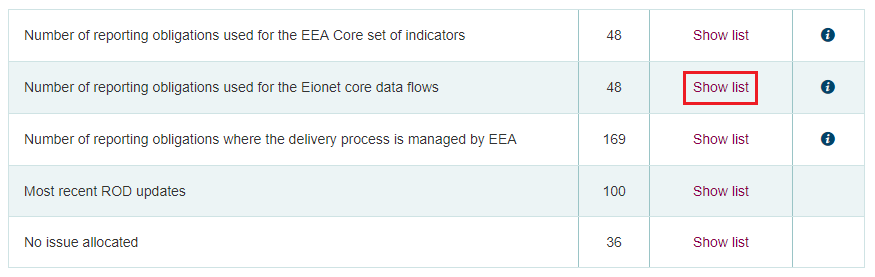 Number of reporting obligations used for the EEA Core set of indicators 48 Show list
Number of reporting obligations used for the Eionet core data flows 48 Show list
Number of reporting obligations where the delivery process is managed by EEA 169 Show list
Most recent ROD updates 100 Show list
No issue allocated 36 Show list